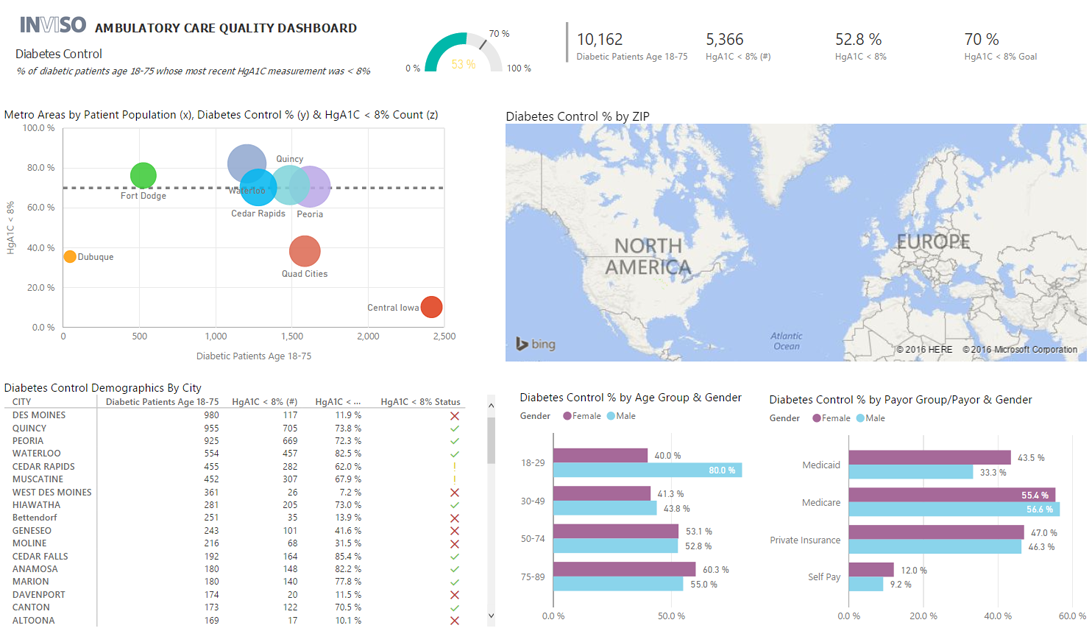 INVISO AMBULATORY CARE QUALITY DASHBOARD
Diabetes Control
% of diabetic patients age 18-75 whose most recent HgA1C measurement was < 8%
0 % 53 % 70 % 100 %
10,162 5,366 52.8 % 70 %
Diabetic Patients Age 18-75 HgA1C < 8% (#) HgA1C < 8% HgA1C < 8% Goal
Metro Areas by Patient Population (x), Diabetes Control % (y) & HgA1C < 8% Count (z)
HgA1C < 8%
100.0 %
80.0 %
60.0 %
40.0 %
20.0 %
0.0 %
Fort Dodge
Quincy
Cedar Rapids
Peoria
Dubuque
Quad Cities
Central Iowa
0 500 1,000 1,500 2,000 2,500
Diabetic Patients Age 18-75
Diabetes Control % by ZIP
NORTH
AMERICA
EUROPE
Atlantic
Ocean
bing
© 2016 HERE © 2016 Microsoft Corporation
Diabetes Control Demographics By City
CITY Diabetic Patients Age 18-75 HgA1C < 8% (#) HgA1C < ... HgA1C < 8% Status
DES MOINES 980 117 11.9 %
QUINCY 955 705 73.8 %
PEORIA 925 669 72.3 %
WATERLOO 554 457 82.5 %
CEDAR RAPIDS 455 282 62.0 % !
MUSCATINE 452 307 67.9 % !
WEST DES MOINES 361 26 7.2 %
HIAWATHA 281 205 73.0 %
Bettendorf 251 35 13.9 %
GENESEO 243 101 41.6 %
MOLINE 216 68 31.5 %
CEDAR FALLS 192 164 85.4 %
ANAMOSA 180 148 82.2 %
MARION 180 140 77.8 %
DAVENPORT 174 20 11.5 %
CANTON 173 122 70.5 %
ALTOONA 169 17 10.1 %
Diabetes Control % by Age Group & Gender
Gender Female Male
18-29 40.0 %
80.0 %
30-49 41.3 %
43.8 %
50-74 53.1 %
52.8 %
75-89 60.3 %
55.0 %
0.0 % 50.0 %
Diabetes Control % by Payor Group/Payor & Gender
Gender Female Male
Medicaid 43.5 %
33.3 %
Medicare 55.4 %
56.6 %
Private Insurance 47.0 %
46.3 %
Self Pay 12.0 %
9.2 %
0.0 % 20.0 % 40.0 % 60.0 %